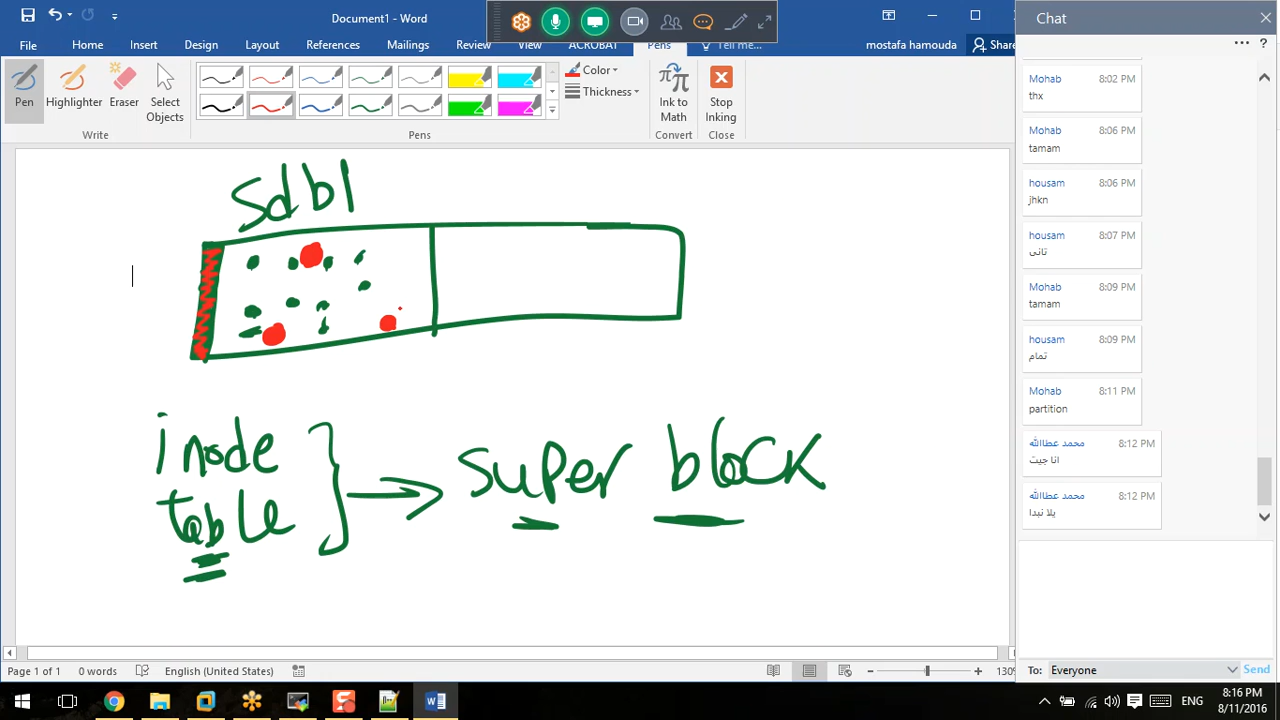 Document1 - Word
Chat
File
Home
Insert
Design
Layout
References
Mailings
Review
View
ACROBAT
Pens
Tell me...
mostafa hamouda
Share
Pen
Highlighter
Eraser
Select Objects
Color
Thickness
Ink to Math
Stop Inking
Write
Pens
Convert
Close
Mohab 8:02 PM
thx
Mohab 8:06 PM
tamam
housam 8:06 PM
jhkn
housam 8:07 PM
تانى
Mohab 8:09 PM
tamam
housam 8:09 PM
تمام
Mohab 8:11 PM
partition
محمد عطاالله 8:12 PM
انا جيت
محمد عطاالله 8:12 PM
يلا نبدا
sdb1
inode
table
super block
Page 1 of 1
0 words
English (United States)
130%
To: Everyone
Send
ENG
8:16 PM
8/11/2016